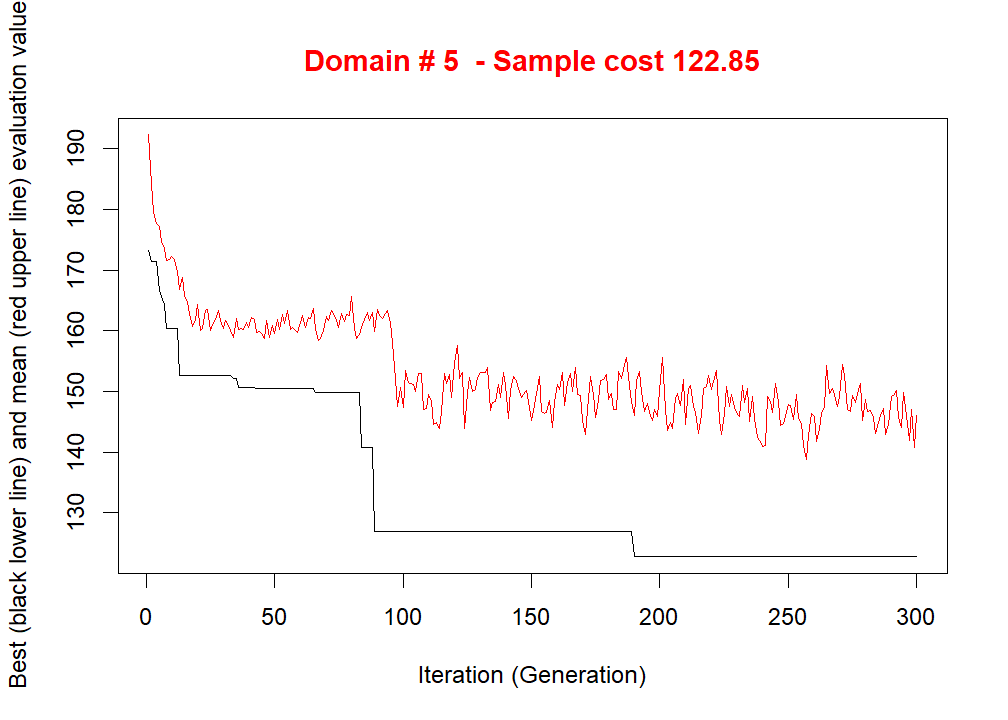 Domain # 5  - Sample cost 122.85
Best (black lower line) and mean (red upper line) evaluation value
190
180
170
160
150
140
130
0 50 100 150 200 250 300
Iteration (Generation)